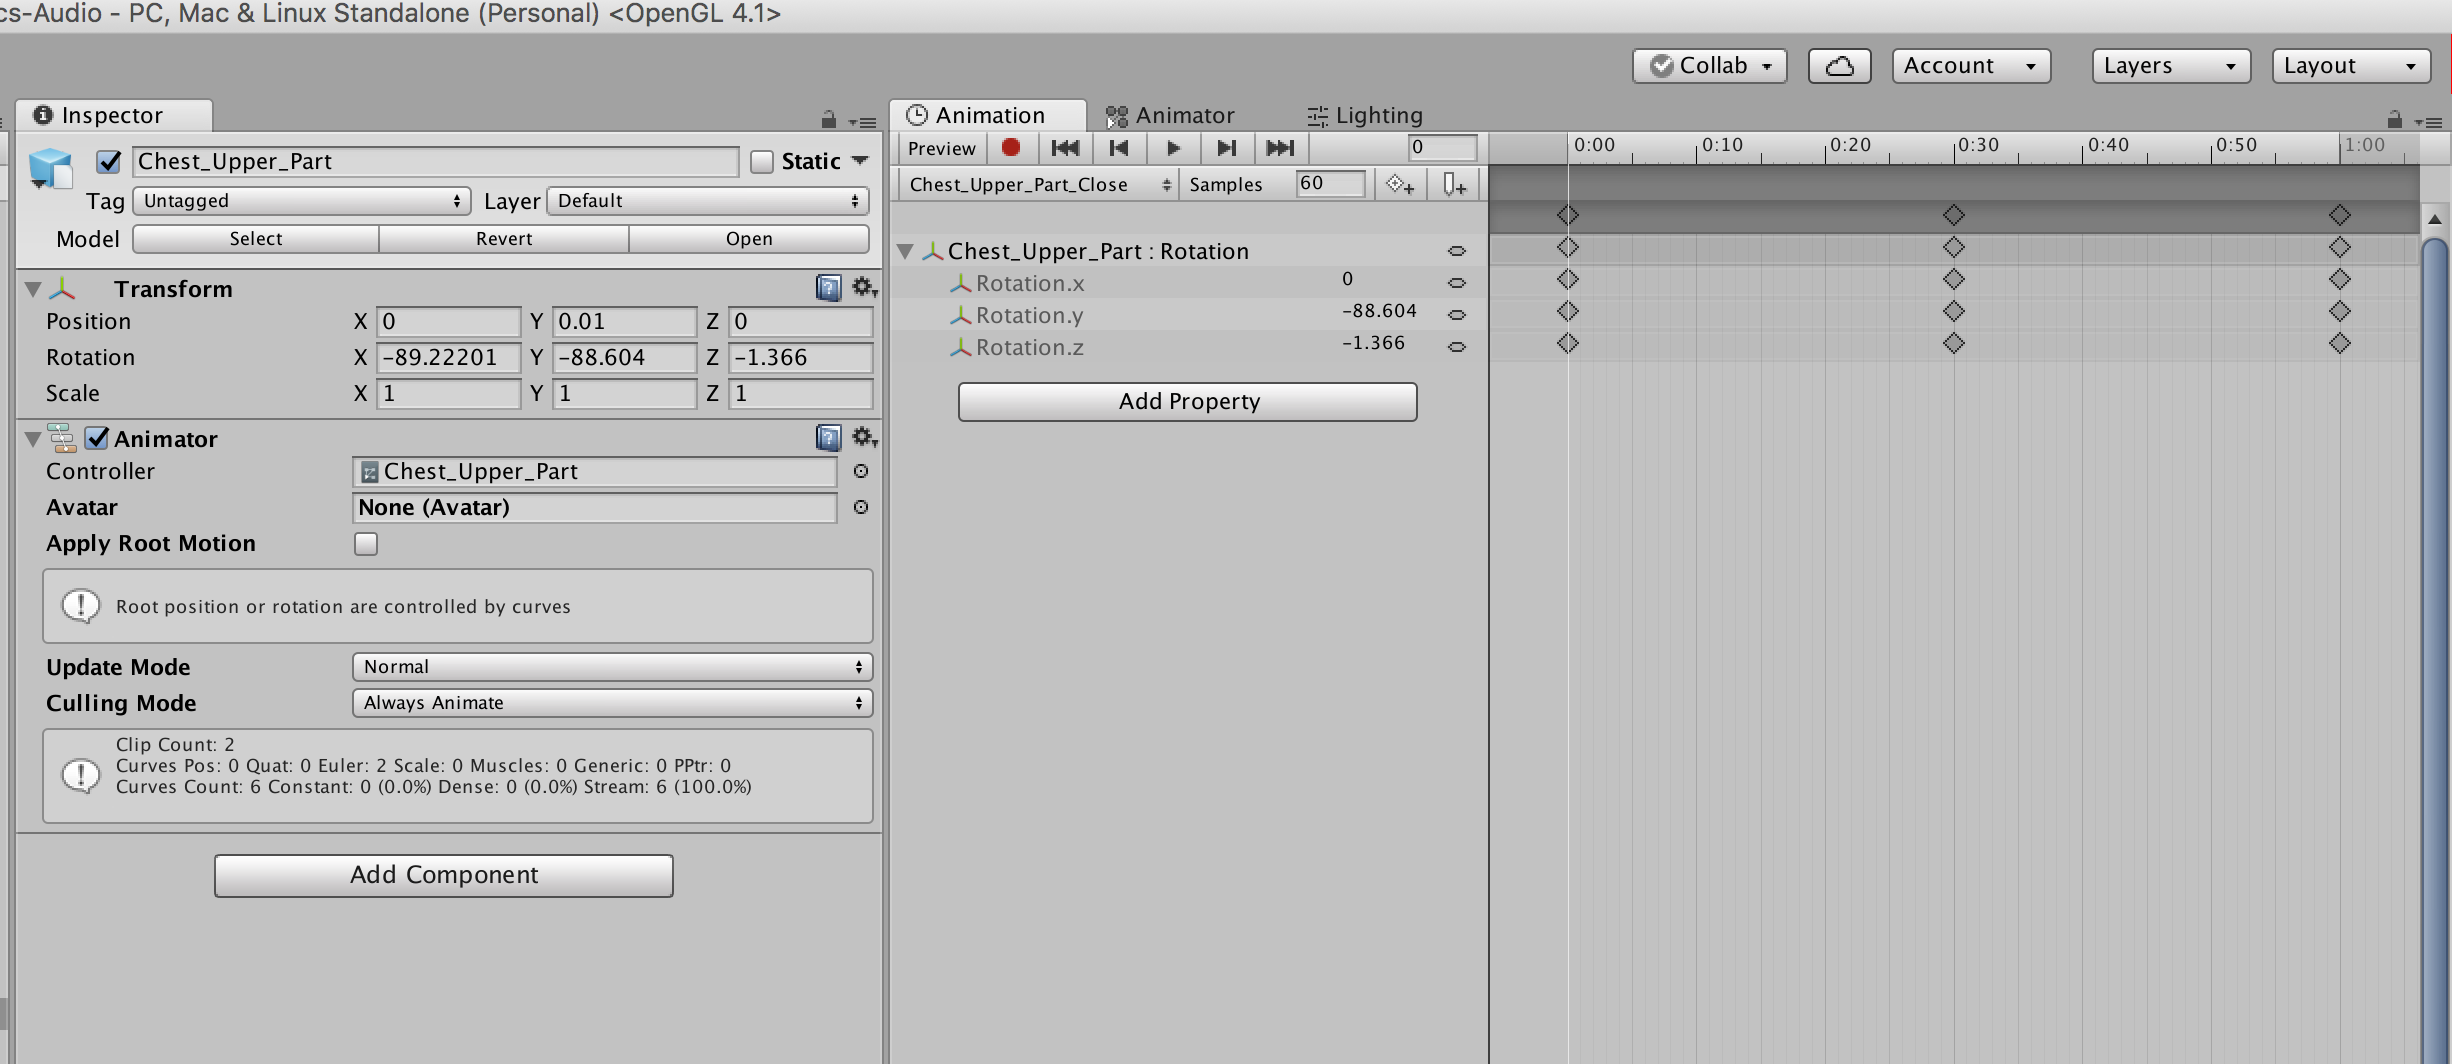 cs-Audio - PC, Mac & Linux Standalone (Personal) <OpenGL 4.1>
Collab
Account
Layers
Layout
Inspector
Chest_Upper_Part
Static
Tag Untagged Layer Default
Model Select Revert Open
Transform
Position X 0 Y 0.01 Z 0
Rotation X -89.22201 Y -88.604 Z -1.366
Scale X 1 Y 1 Z 1
Animator
Controller Chest_Upper_Part
Avatar None (Avatar)
Apply Root Motion
Root position or rotation are controlled by curves
Update Mode Normal
Culling Mode Always Animate
Clip Count: 2
Curves Pos: 0 Quat: 0 Euler: 2 Scale: 0 Muscles: 0 Generic: 0 PPtr: 0
Curves Count: 6 Constant: 0 (0.0%) Dense: 0 (0.0%) Stream: 6 (100.0%)
Add Component
Animation Animator Lighting
Preview 0
0:00 0:10 0:20 0:30 0:40 0:50 1:00
Chest_Upper_Part_Close Samples 60
Chest_Upper_Part : Rotation
Rotation.x 0
Rotation.y -88.604
Rotation.z -1.366
Add Property